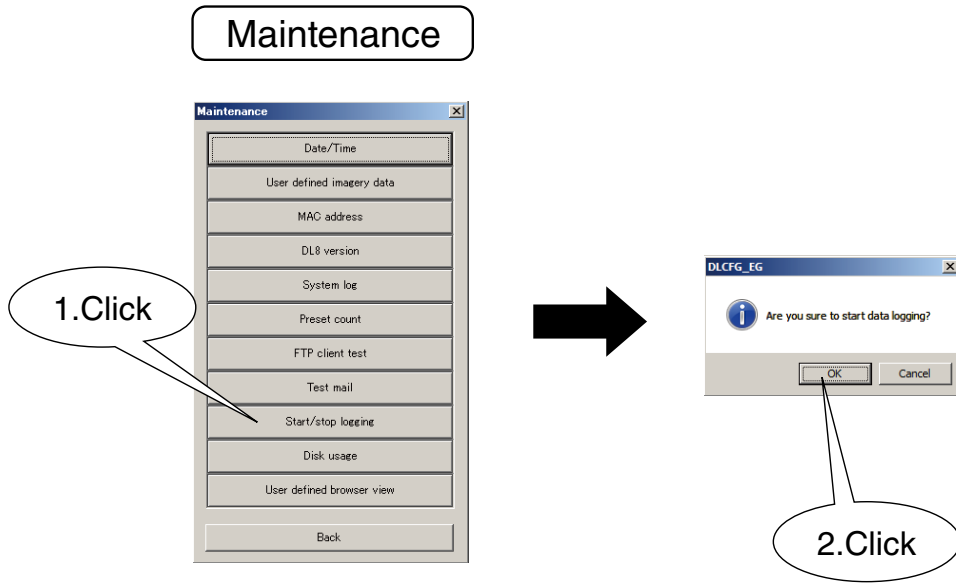 Maintenance
Maintenance
Date/Time
User defined imagery data
MAC address
DL8 version
System log
Preset count
FTP client test
Test mail
Start/stop logging
Disk usage
User defined browser view
Back
1.Click
DLCFG_EG
Are you sure to start data logging?
OK Cancel
2.Click